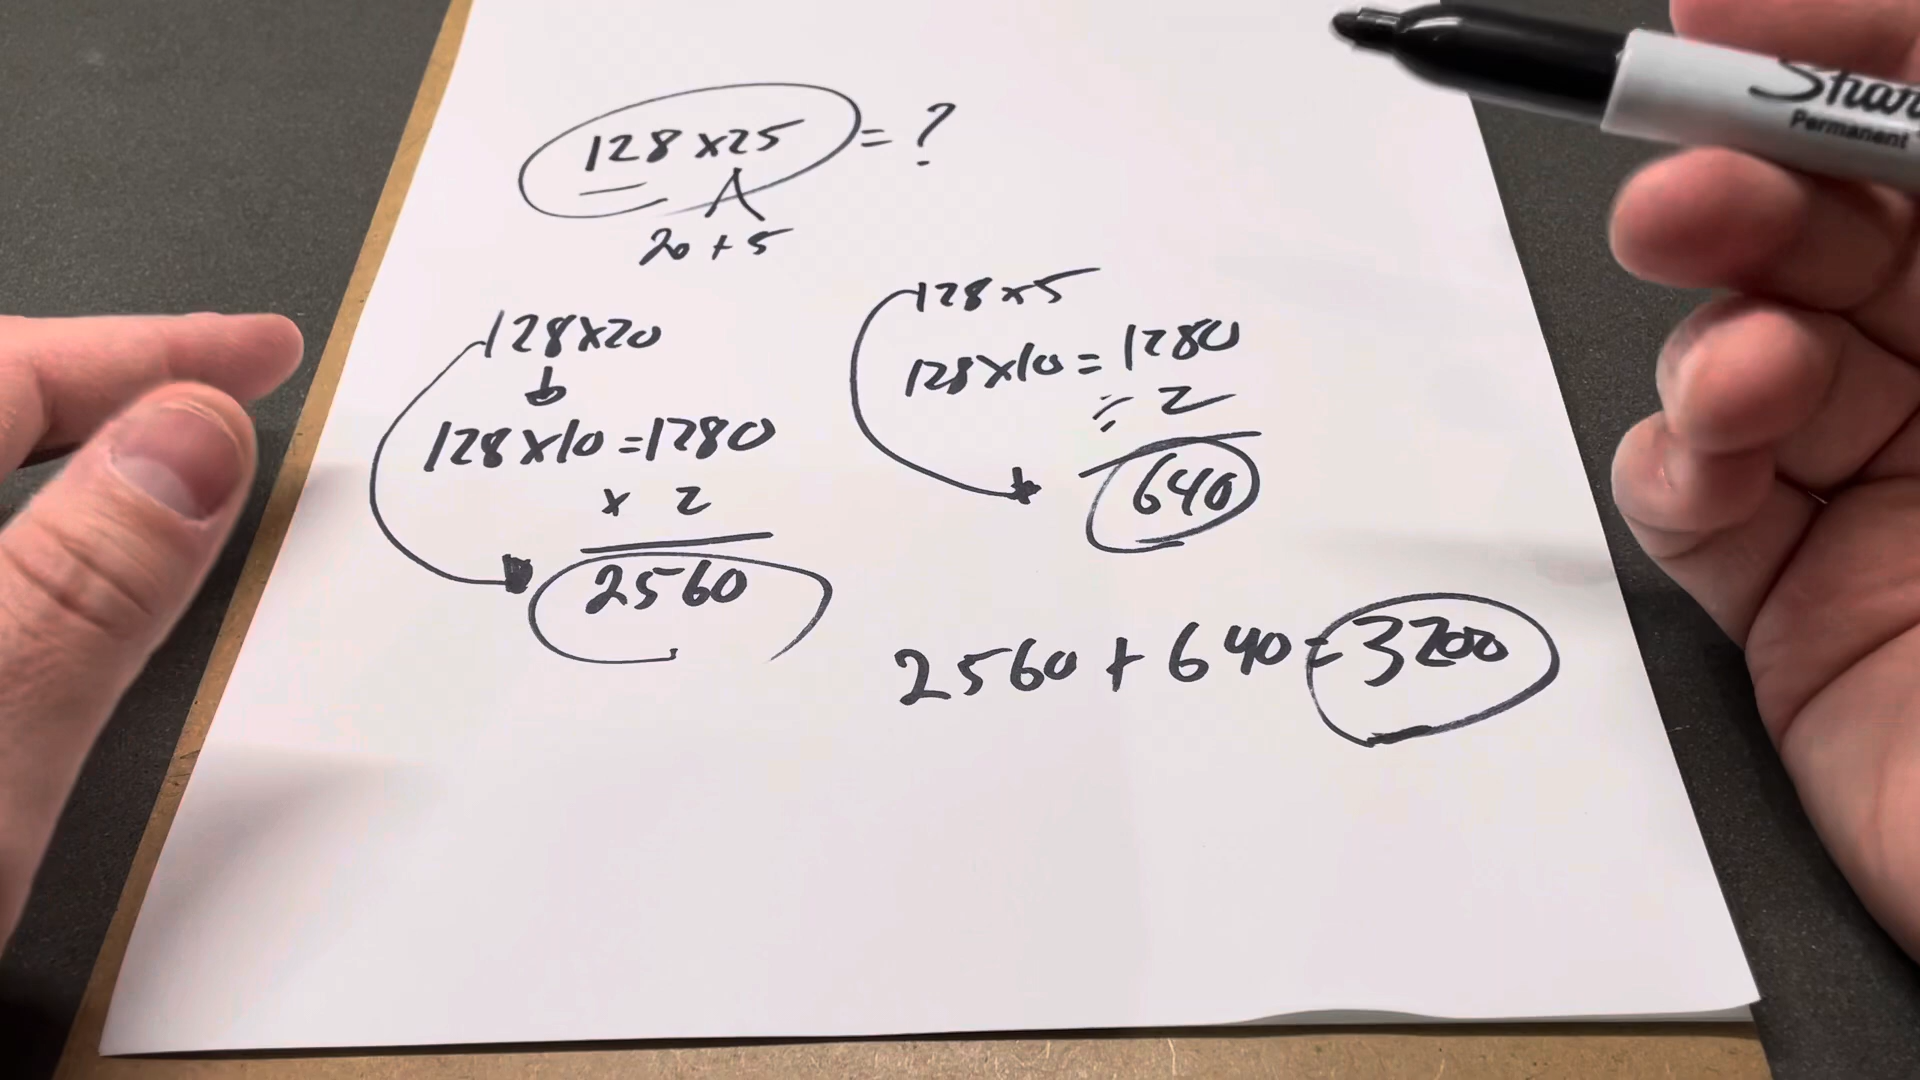 128 x 25 = ?
20 + 5
128 x 20
128 x 10 = 1280
x 2
2560
128 x 5
128 x 10 = 1280
÷ 2
640
2560 + 640 = 3200
Shar
Permanent